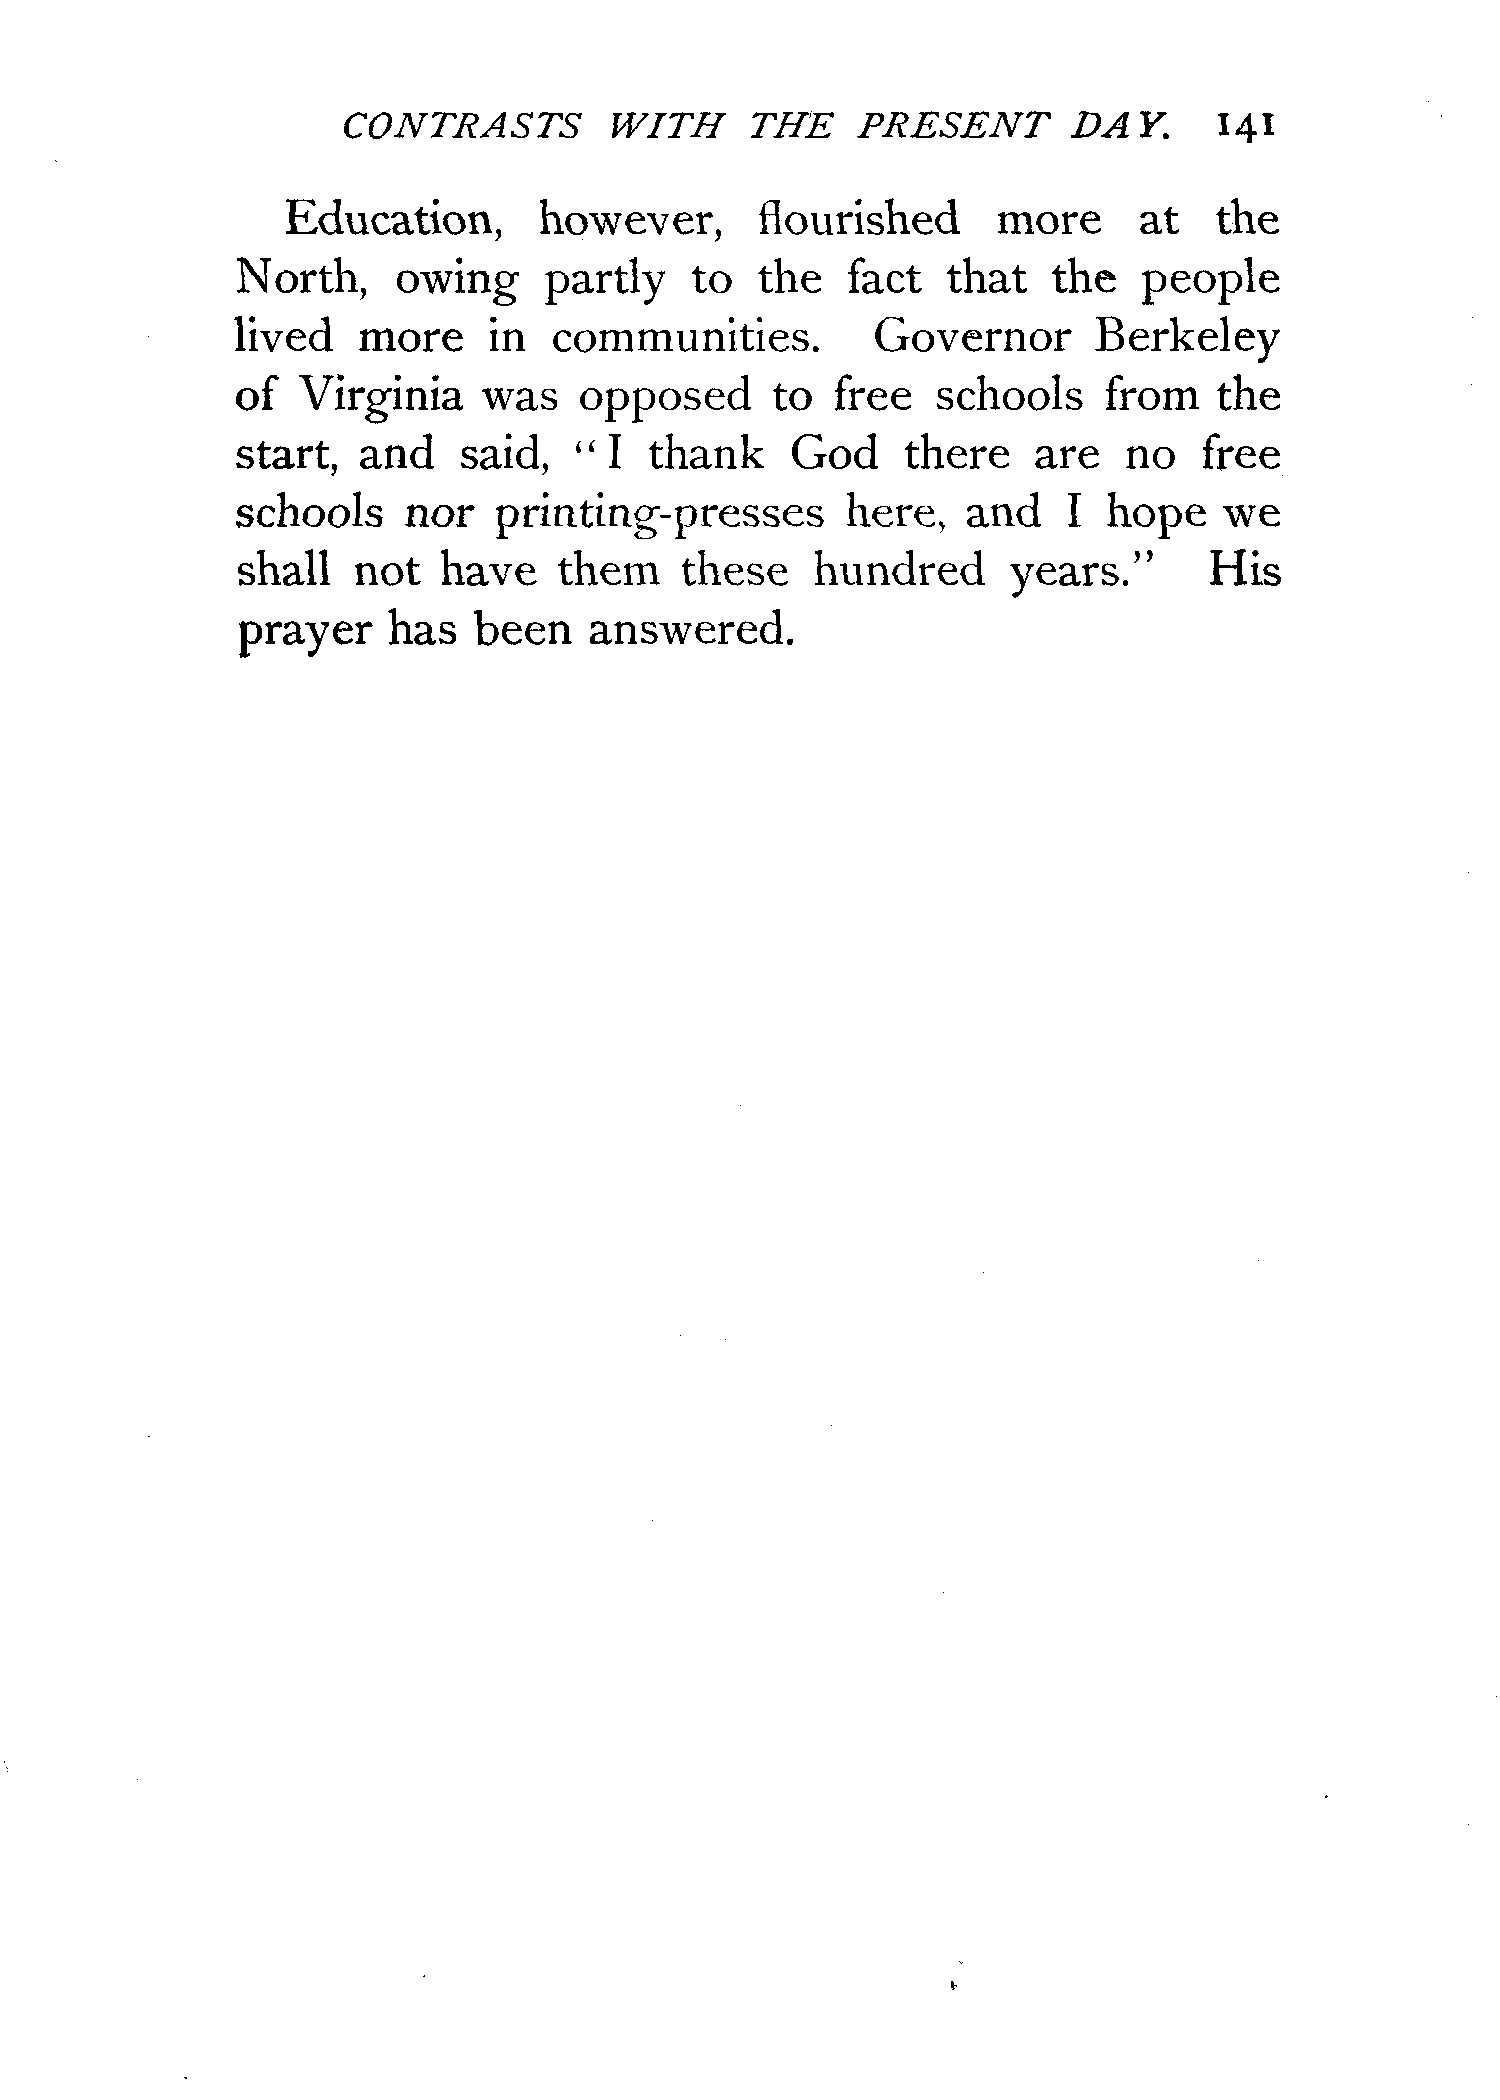 CONTRASTS WITH THE PRESENT DAY. 141
Education, however, flourished more at the
North, owing partly to the fact that the people
lived more in communities. Governor Berkeley
of Virginia was opposed to free schools from the
start, and said, “I thank God there are no free
schools nor printing-presses here, and I hope we
shall not have them these hundred years.” His
prayer has been answered.